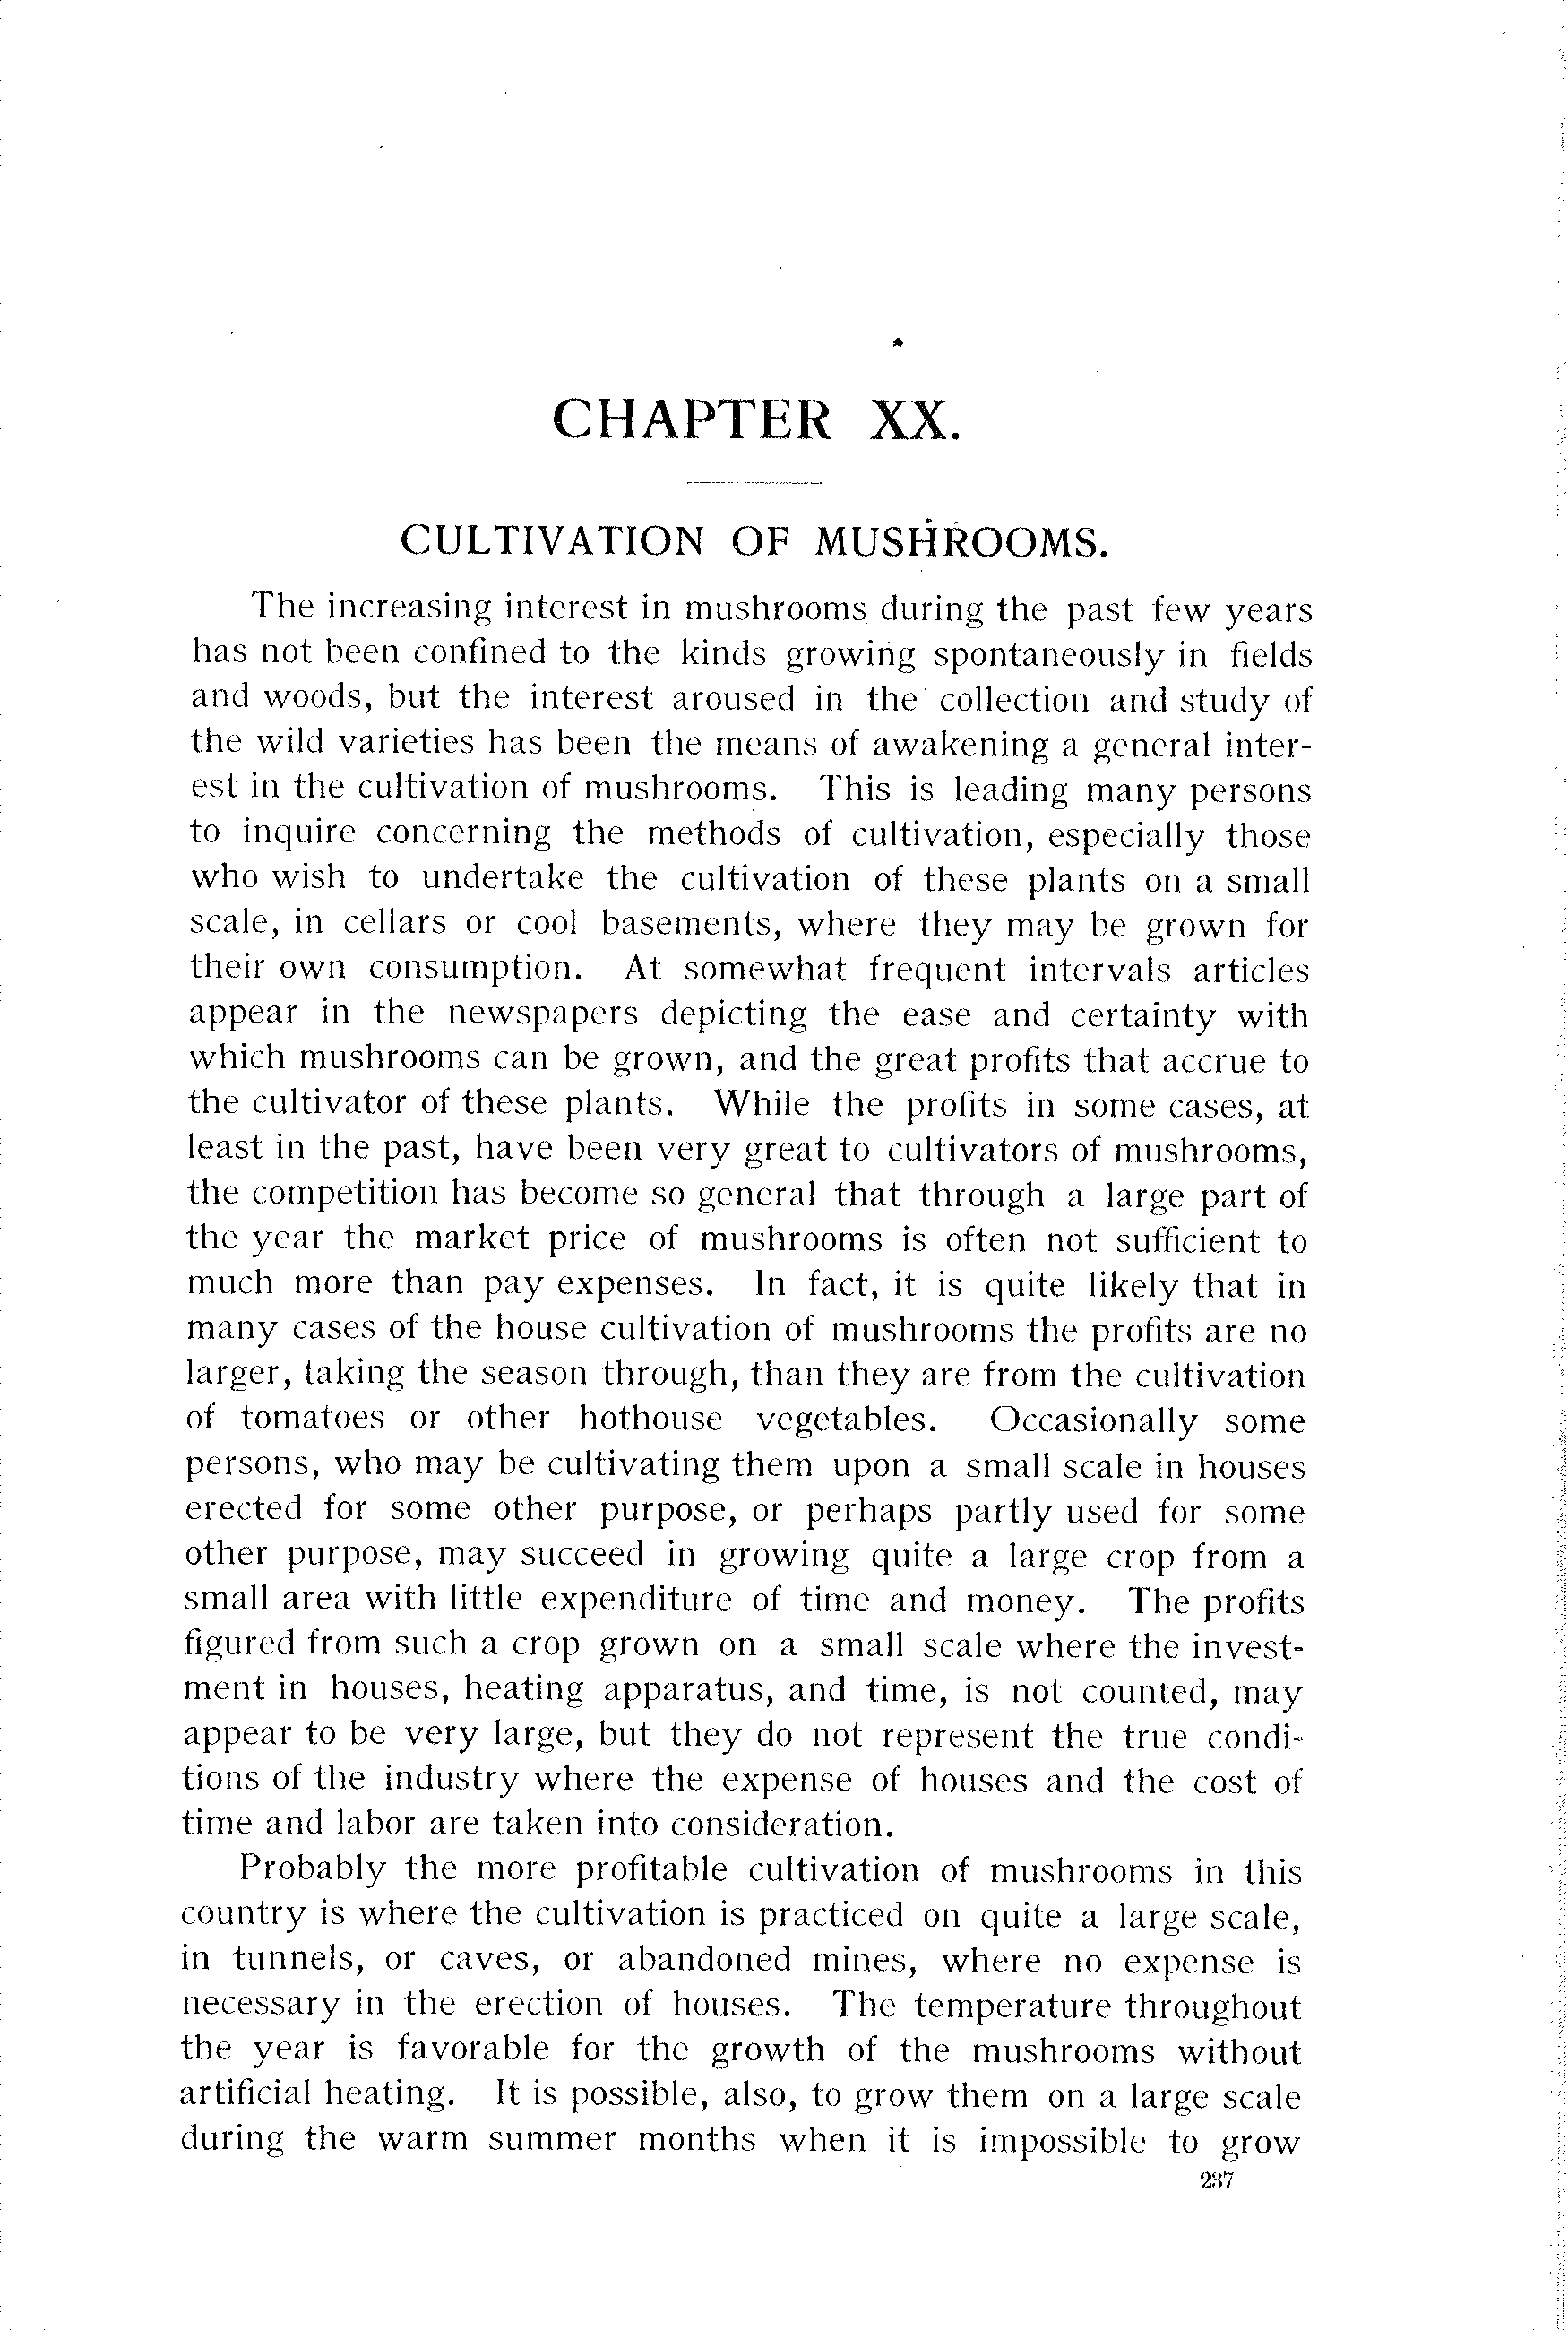 CHAPTER XX.
CULTIVATION OF MUSHROOMS.
The increasing interest in mushrooms during the past few years
has not been confined to the kinds growing spontaneously in fields
and woods, but the interest aroused in the collection and study of
the wild varieties has been the means of awakening a general inter-
est in the cultivation of mushrooms. This is leading many persons
to inquire concerning the methods of cultivation, especially those
who wish to undertake the cultivation of these plants on a small
scale, in cellars or cool basements, where they may be grown for
their own consumption. At somewhat frequent intervals articles
appear in the newspapers depicting the ease and certainty with
which mushrooms can be grown, and the great profits that accrue to
the cultivator of these plants. While the profits in some cases, at
least in the past, have been very great to cultivators of mushrooms,
the competition has become so general that through a large part of
the year the market price of mushrooms is often not sufficient to
much more than pay expenses. In fact, it is quite likely that in
many cases of the house cultivation of mushrooms the profits are no
larger, taking the season through, than they are from the cultivation
of tomatoes or other hothouse vegetables. Occasionally some
persons, who may be cultivating them upon a small scale in houses
erected for some other purpose, or perhaps partly used for some
other purpose, may succeed in growing quite a large crop from a
small area with little expenditure of time and money. The profits
figured from such a crop grown on a small scale where the invest-
ment in houses, heating apparatus, and time, is not counted, may
appear to be very large, but they do not represent the true condi-
tions of the industry where the expense of houses and the cost of
time and labor are taken into consideration.
Probably the more profitable cultivation of mushrooms in this
country is where the cultivation is practiced on quite a large scale,
in tunnels, or caves, or abandoned mines, where no expense is
necessary in the erection of houses. The temperature throughout
the year is favorable for the growth of the mushrooms without
artificial heating. It is possible, also, to grow them on a large scale
during the warm summer months when it is impossible to grow
237